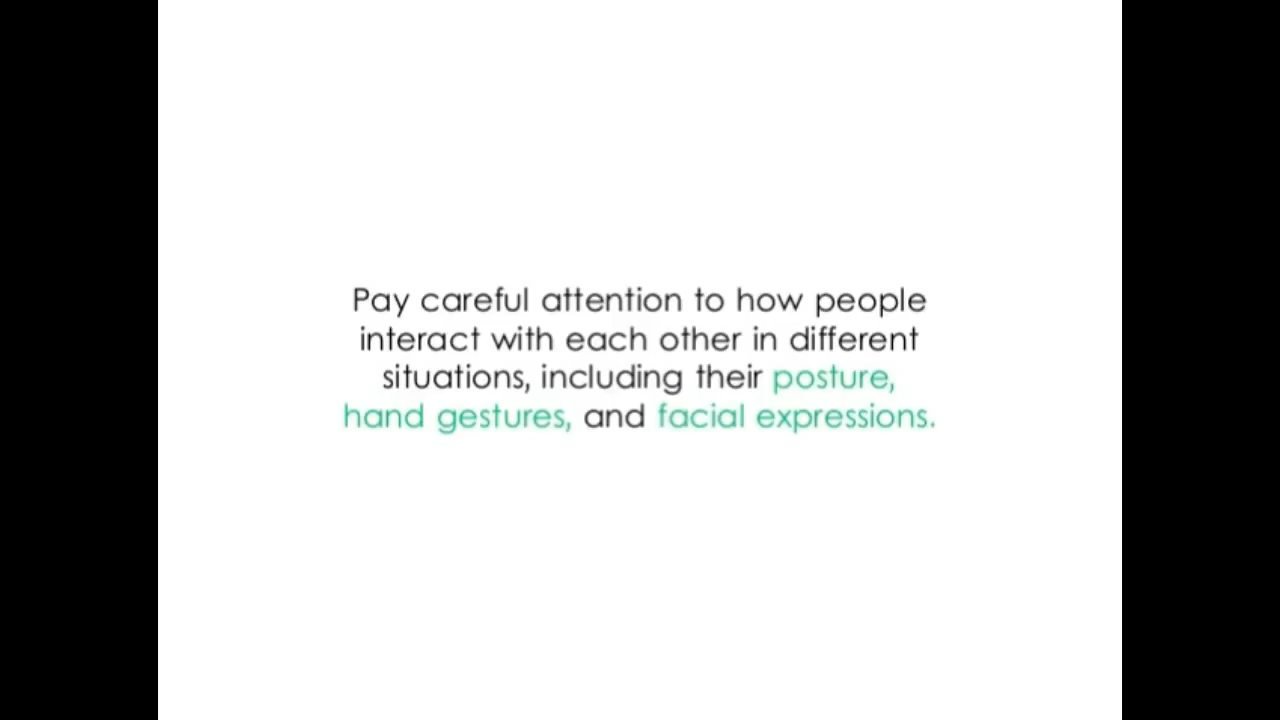 Pay careful attention to how people
interact with each other in different
situations, including their posture,
hand gestures, and facial expressions.